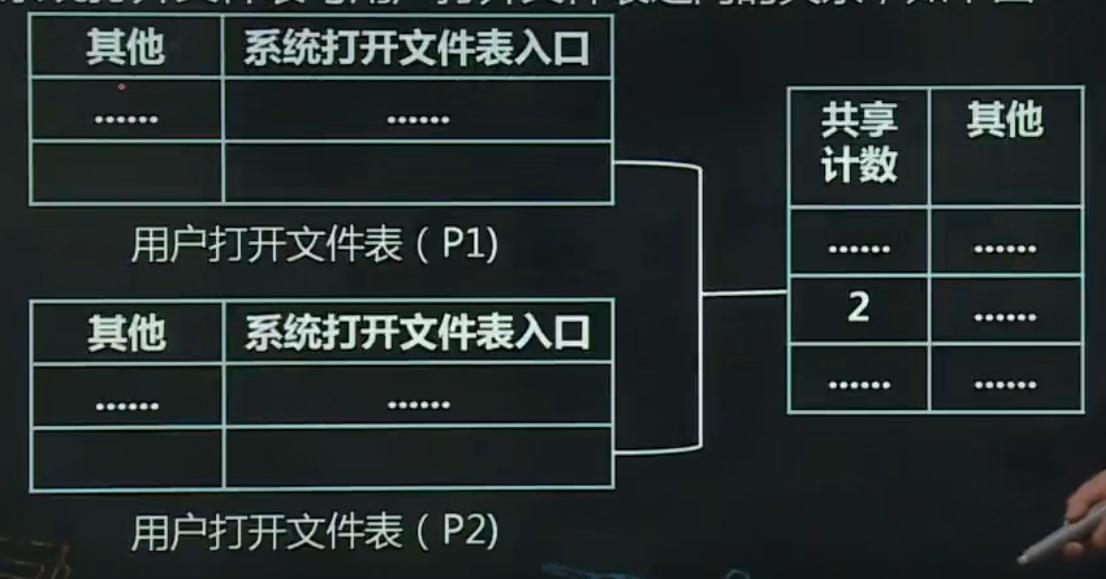 其他 系统打开文件表入口
...... ......
用户打开文件表（P1)
其他 系统打开文件表入口
...... ......
用户打开文件表（P2)
共享 其他
计数
...... ......
2 ......
...... ......